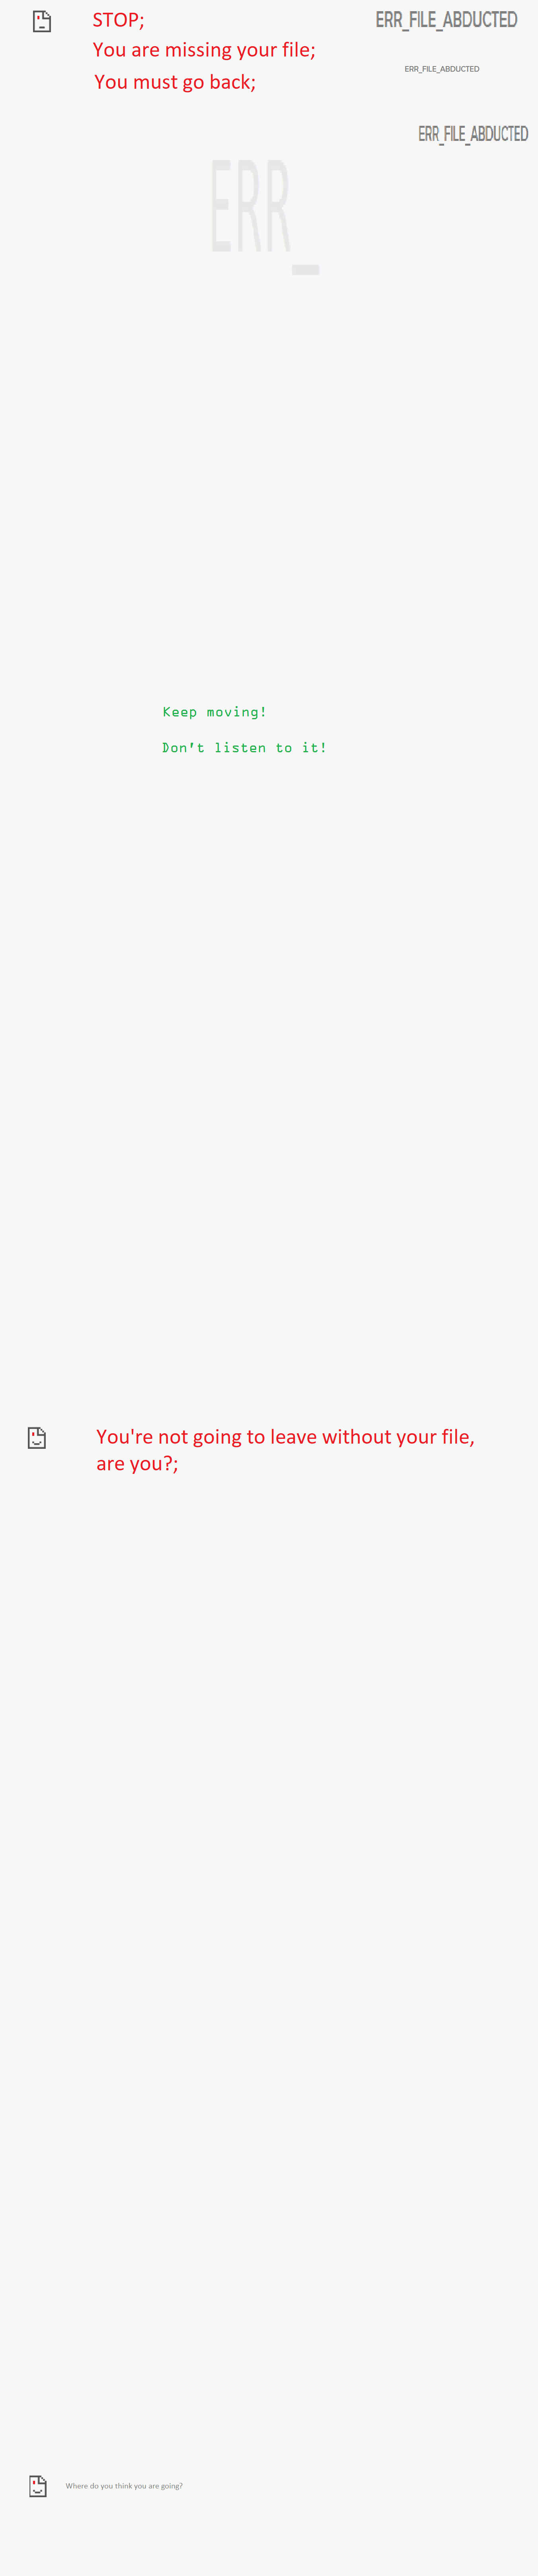 STOP;
ERR_FILE_ABDUCTED
You are missing your file;
ERR_FILE_ABDUCTED
You must go back;
ERR_FILE_ABDUCTED
ERR_
Keep moving!
Don't listen to it!
You're not going to leave without your file,
are you?;
Where do you think you are going?